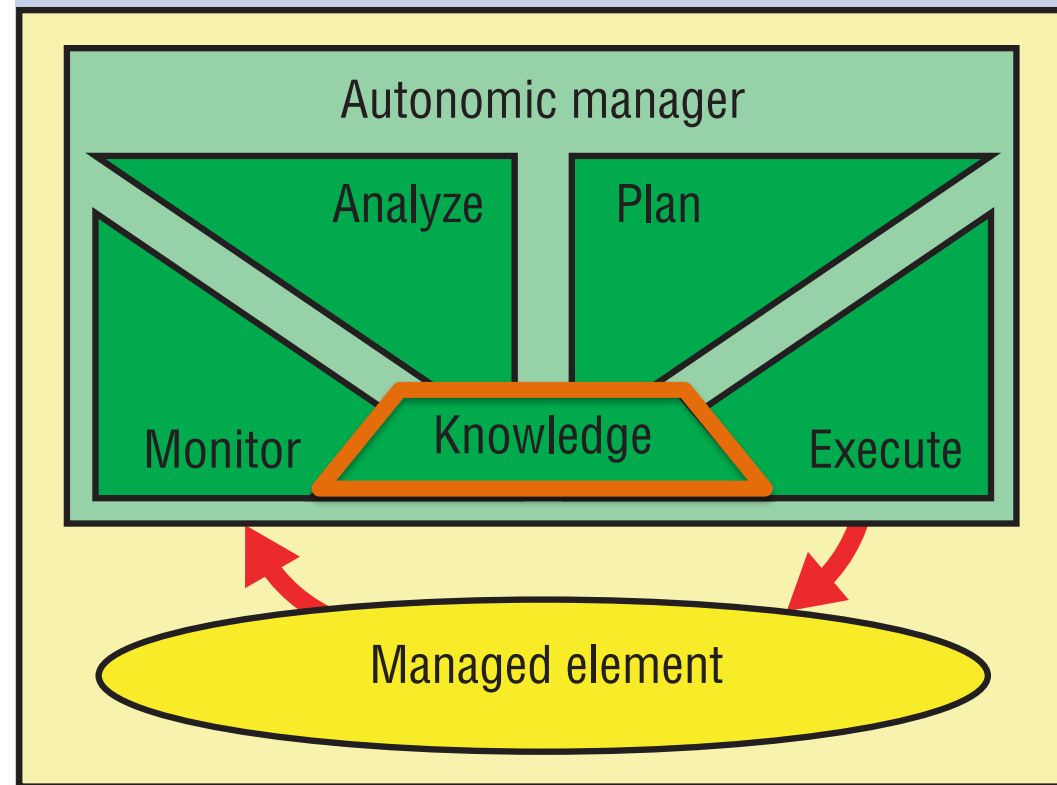 Autonomic manager
Analyze
Plan
Monitor
Knowledge
Execute
Managed element